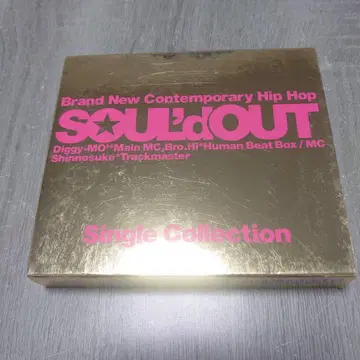 Brand New Contemporary Hip Hop
SOUL'dOUT
Diggy-MO'*Main MC,Bro.Hi*Human Beat Box / MC
Shinnosuke*Trackmaster
Single Collection